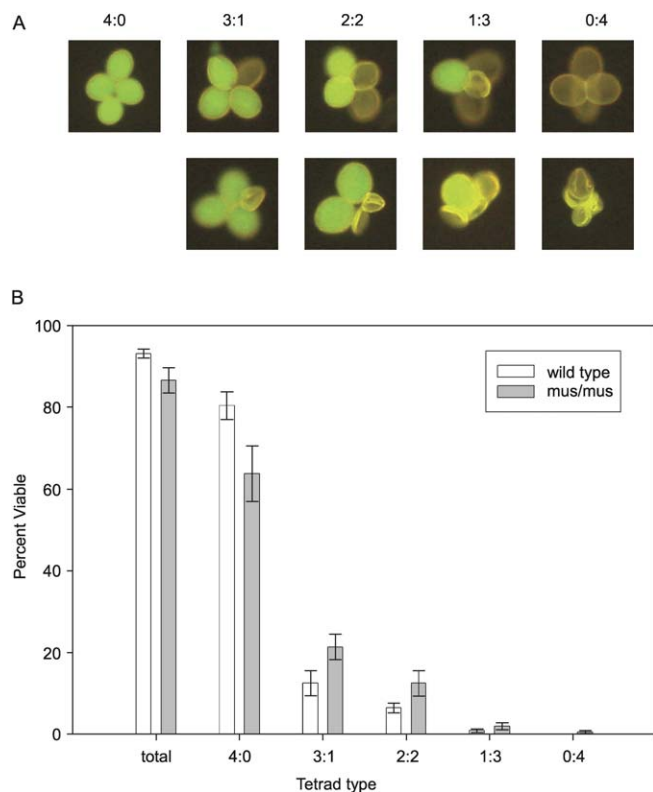 A
4:0 3:1 2:2 1:3 0:4
B
100
80
60
40
20
0
Percent Viable
wild type
mus/mus
total 4:0 3:1 2:2 1:3 0:4
Tetrad type